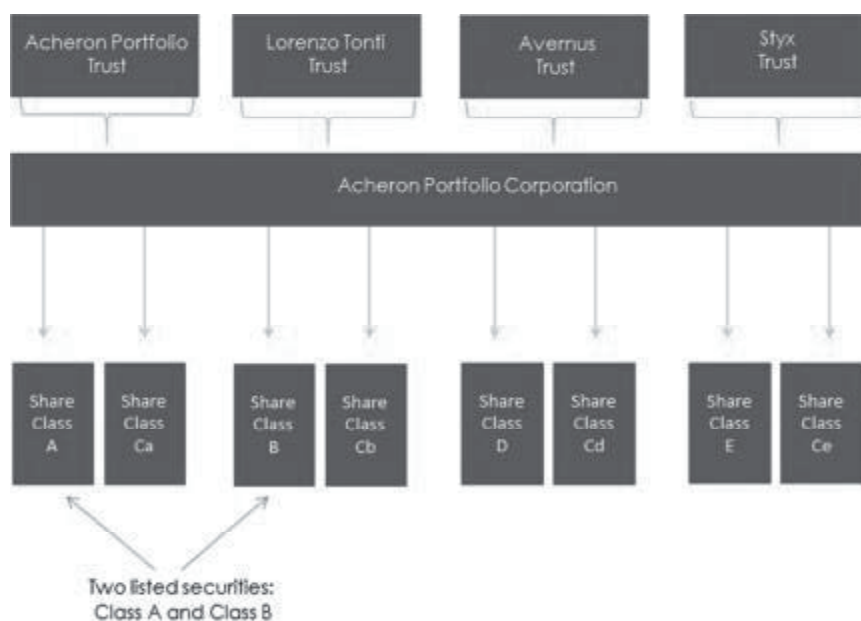 Acheron Portfolio
Trust
Lorenzo Tonti
Trust
Avernus
Trust
Styx
Trust
Acheron Portfolio Corporation
Share
Class
A
Share
Class
Ca
Share
Class
B
Share
Class
Cb
Share
Class
D
Share
Class
Cd
Share
Class
E
Share
Class
Ce
Two listed securities:
Class A and Class B